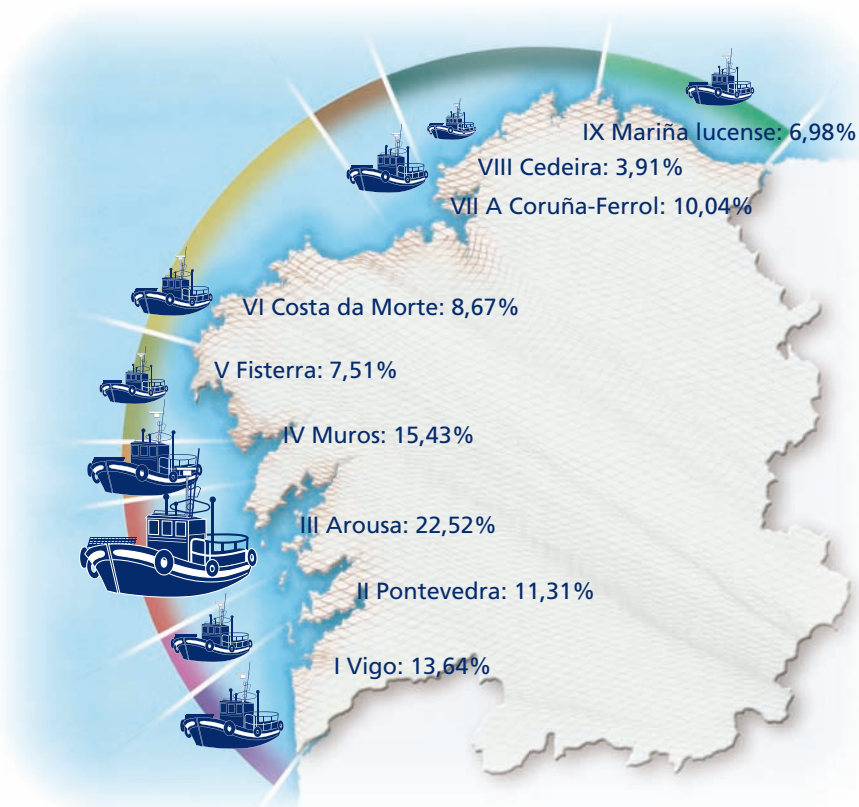 IX Mariña lucense: 6,98%
VIII Cedeira: 3,91%
VII A Coruña-Ferrol: 10,04%
VI Costa da Morte: 8,67%
V Fisterra: 7,51%
IV Muros: 15,43%
III Arousa: 22,52%
II Pontevedra: 11,31%
I Vigo: 13,64%